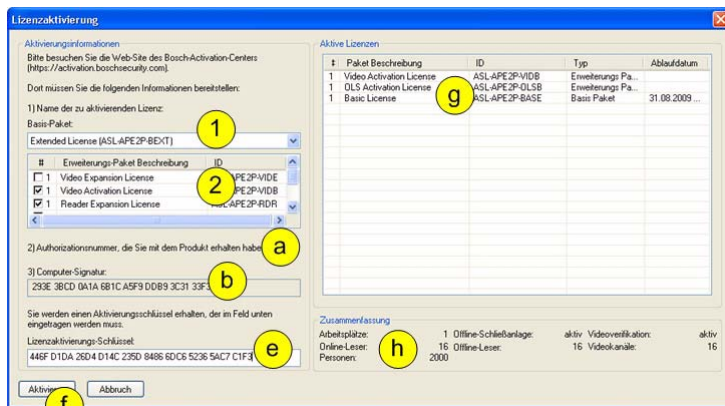 Lizenzaktivierung
Aktivierungsinformationen
Bitte besuchen Sie die Web-Site des Bosch-Activation-Centers
(https://activation.boschsecurity.com).
Dort müssen Sie die folgenden Informationen bereitstellen:
1) Name der zu aktivierenden Lizenz:
Basis-Paket:
1
Extended License (ASL-APE2P-BEXT)
# Erweiterungs-Paket Beschreibung ID
1 Video Expansion License APE2P-VIDE
1 Video Activation License APE2P-VIDB
1 Reader Expansion License ASL-APE2P-RDR
2
2) Authorizationsnummer, die Sie mit dem Produkt erhalten
a
3) Computer-Signatur:
293E 3BCD 0A1A 6B1C A5F9 DDB9 3C31
b
Sie werden einen Aktivierungsschlüssel erhalten, der im Feld unten
eingetragen werden muss.
Lizenzaktivierungs-Schlüssel:
446F D1DA 26D4 D14C 235D 8486 6DC6 5236 5AC7 C1F3
e
Abbruch
f
Aktive Lizenzen
Paket Beschreibung ID Typ Ablaufdatum
1 Video Activation License ASL-APE2P-VIDB Erweiterungs Pa...
1 OLS Activation License ASL-APE2P-OLSB Erweiterungs Pa...
1 Basic License ASL-APE2P-BASE Basis Paket 31.08.2009 ...
g
Zusammenfassung
Arbeitsplätze: 1 Offline-Schließanlage: aktiv Videoverifikation: aktiv
Online-Leser: 16 Offline-Leser: 16 Videokanäle: 16
Personen: 2000
h